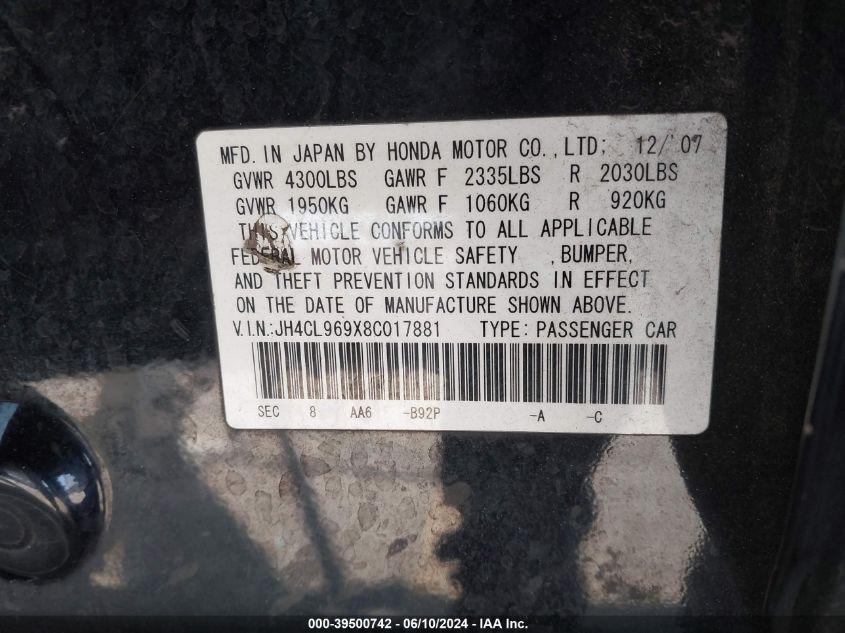 MFD. IN JAPAN BY HONDA MOTOR CO.,LTD; 12/'07
GVWR 4300LBS GAWR F 2335LBS R 2030LBS
GVWR 1950KG GAWR F 1060KG R 920KG
THIS VEHICLE CONFORMS TO ALL APPLICABLE
FEDERAL MOTOR VEHICLE SAFETY , BUMPER,
AND THEFT PREVENTION STANDARDS IN EFFECT
ON THE DATE OF MANUFACTURE SHOWN ABOVE.
V.I.N.:JH4CL969X8C017881 TYPE: PASSENGER CAR
SEC 8 AA6 -B92P -A -C
000-39500742 - 06/10/2024 - IAAI, Inc.